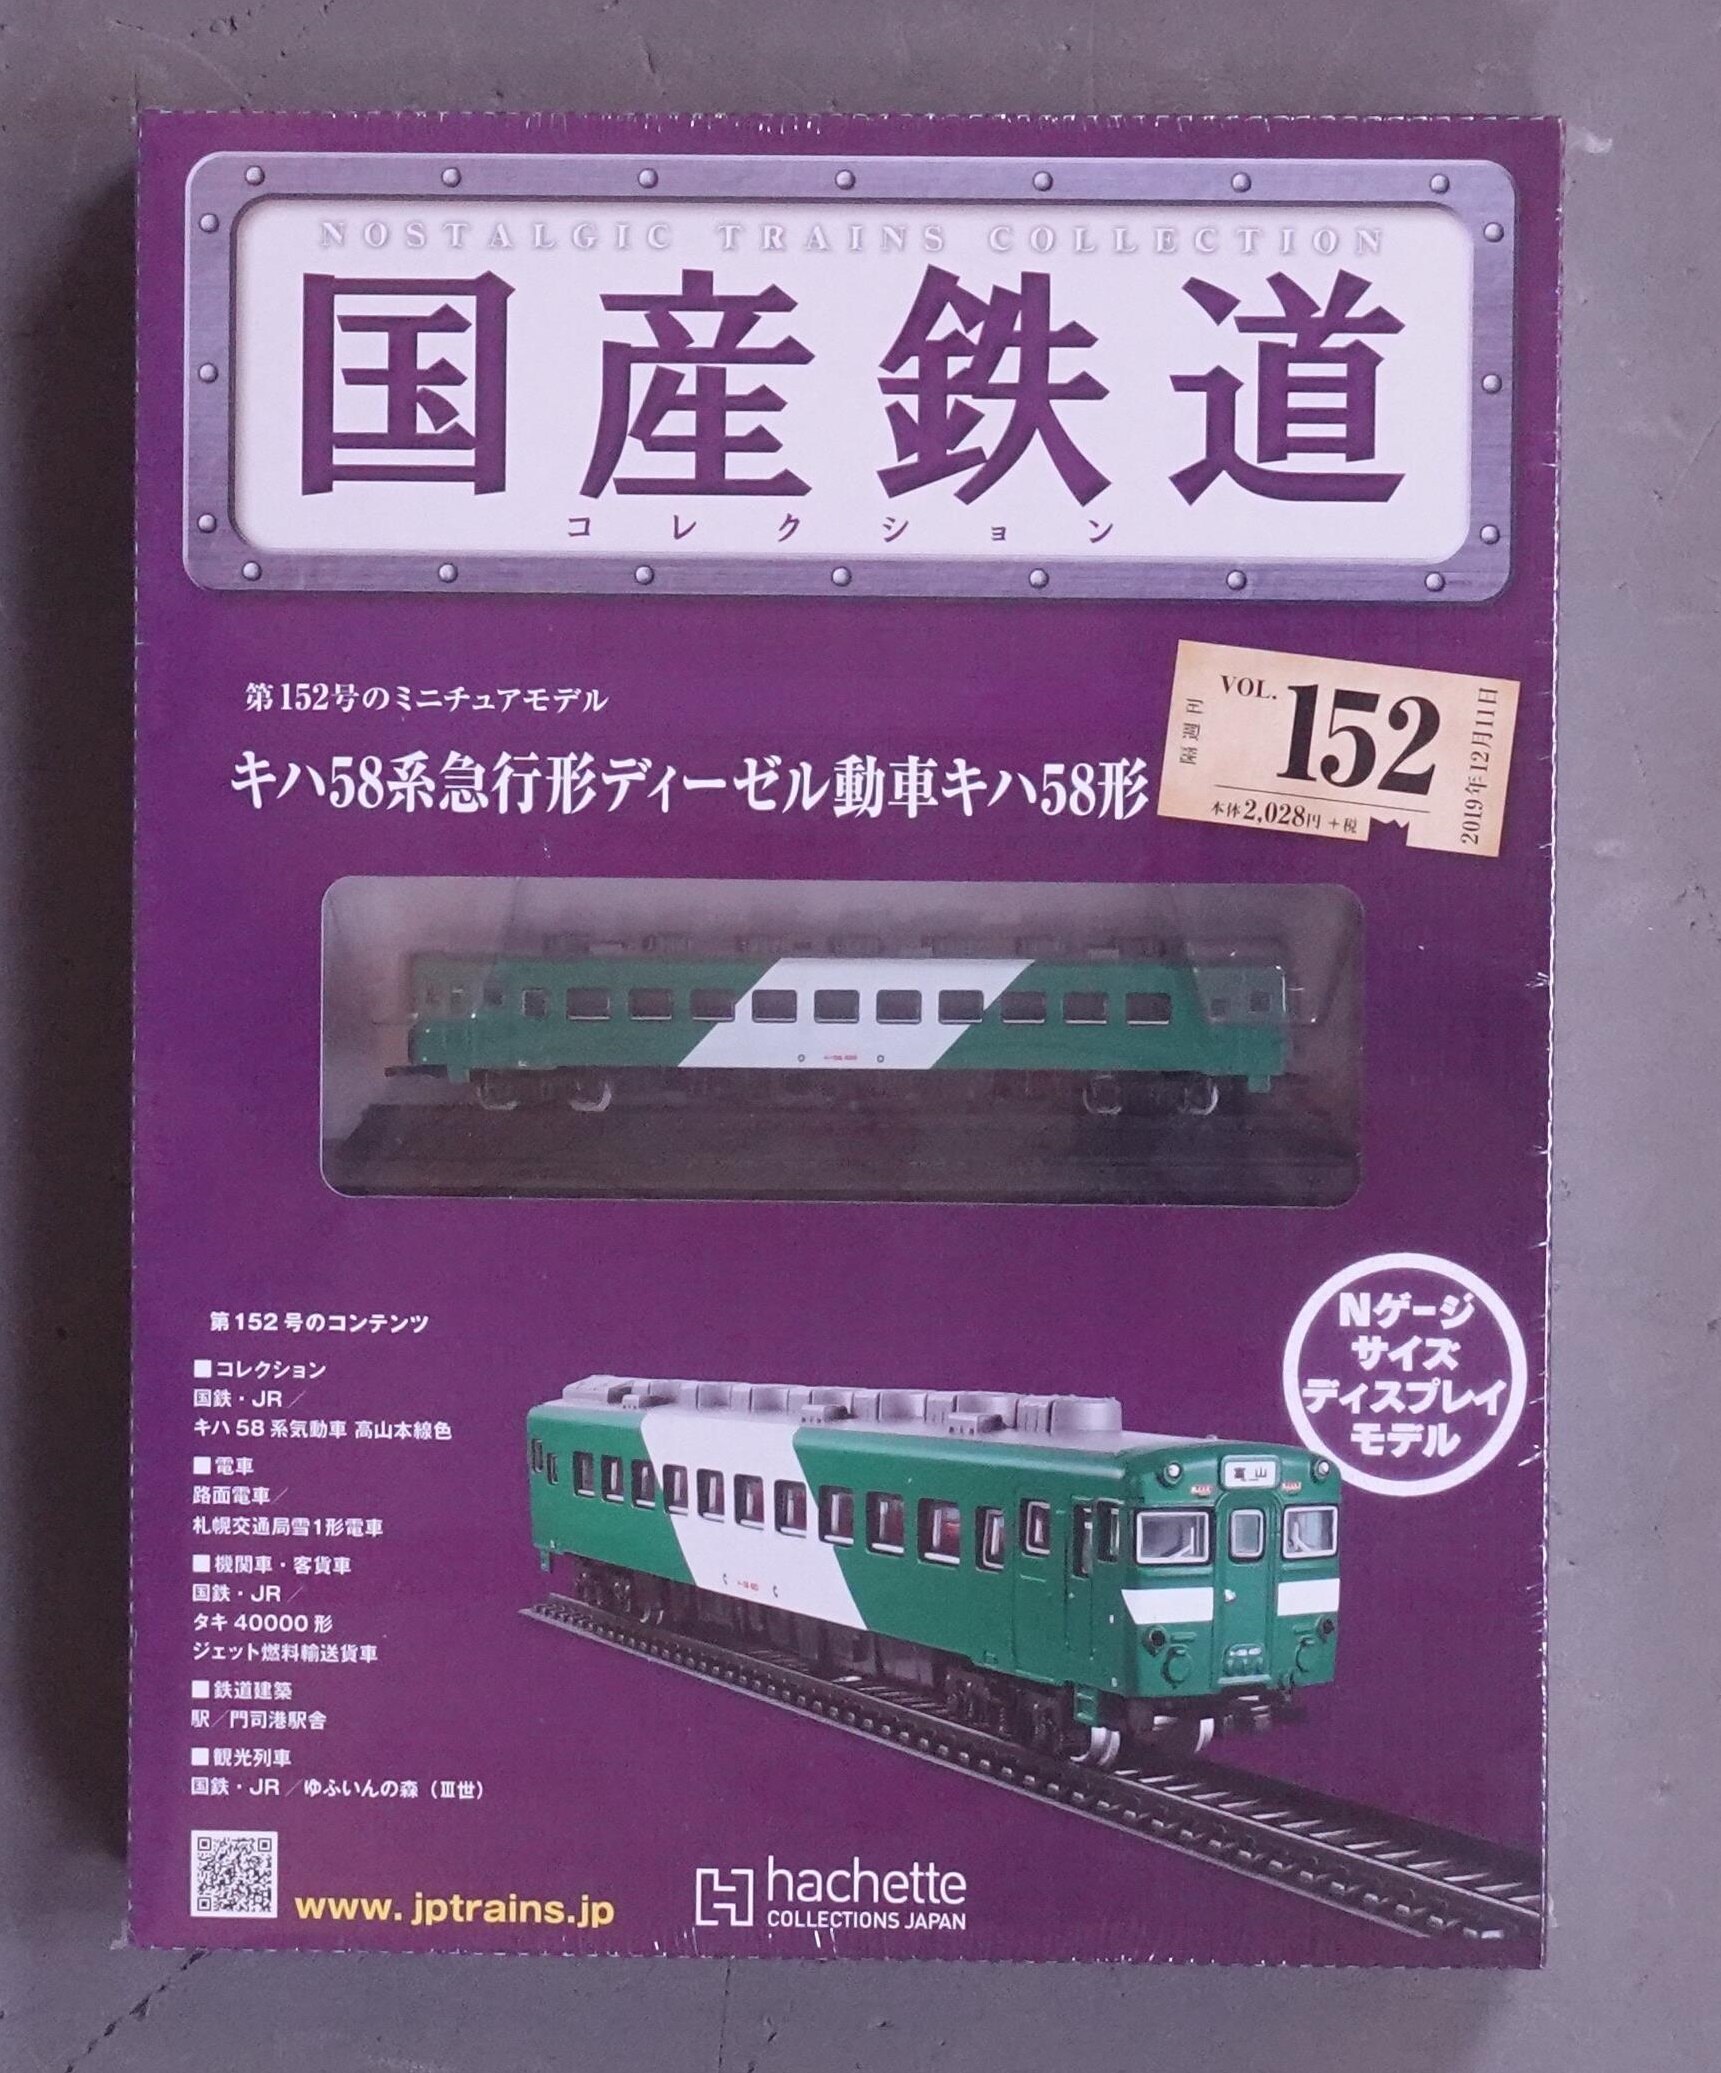 NOSTALGIC TRAINS COLLECTION
国産鉄道
コレクション
第152号のミニチュアモデル
キハ58系急行形ディーゼル動車キハ58形
隔週刊
VOL. 152
本体2,028円+税
2019年12月11日
Nゲージ
サイズ
ディスプレイ
モデル
第152号のコンテンツ
■コレクション
国鉄・JR/
キハ58系気動車 高山本線色
■電車
路面電車/
札幌交通局雪1形電車
■機関車・客貨車
国鉄・JR/
タキ40000形
ジェット燃料輸送貨車
■鉄道建築
駅/門司港駅舎
■観光列車
国鉄・JR/ゆふいんの森(Ⅲ世)
富山
www.jptrains.jp
hachette
COLLECTIONS JAPAN